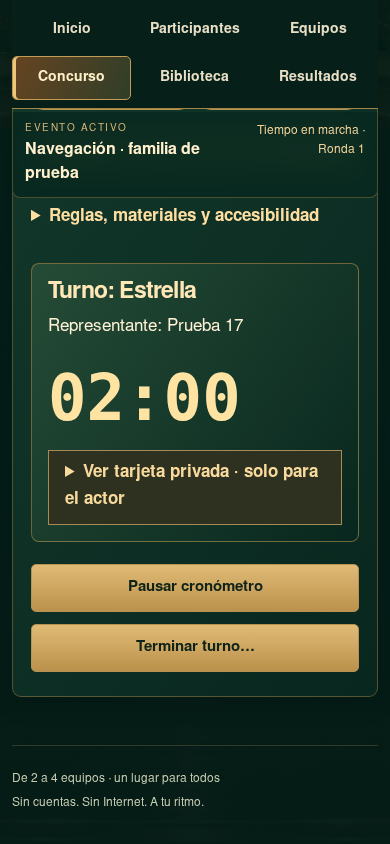 Inicio Participantes Equipos
Concurso Biblioteca Resultados
EVENTO ACTIVO
Navegación · familia de
prueba
Tiempo en marcha ·
Ronda 1
Reglas, materiales y accesibilidad
Turno: Estrella
Representante: Prueba 17
02:00
Ver tarjeta privada · solo para
el actor
Pausar cronómetro
Terminar turno…
De 2 a 4 equipos · un lugar para todos
Sin cuentas. Sin Internet. A tu ritmo.